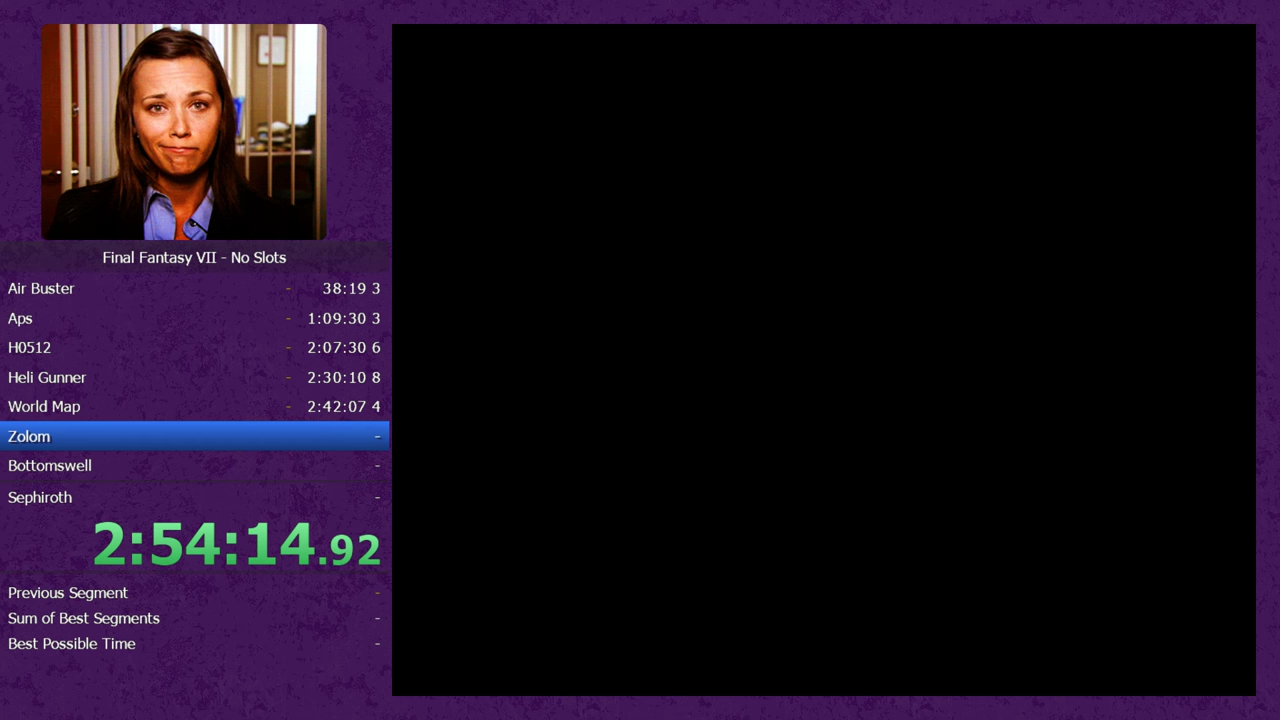 Final Fantasy VII - No Slots
Air Buster - 38:19 3
Aps - 1:09:30 3
H0512 - 2:07:30 6
Heli Gunner - 2:30:10 8
World Map - 2:42:07 4
Zolom -
Bottomswell -
Sephiroth -
2:54:14.92
Previous Segment -
Sum of Best Segments -
Best Possible Time -